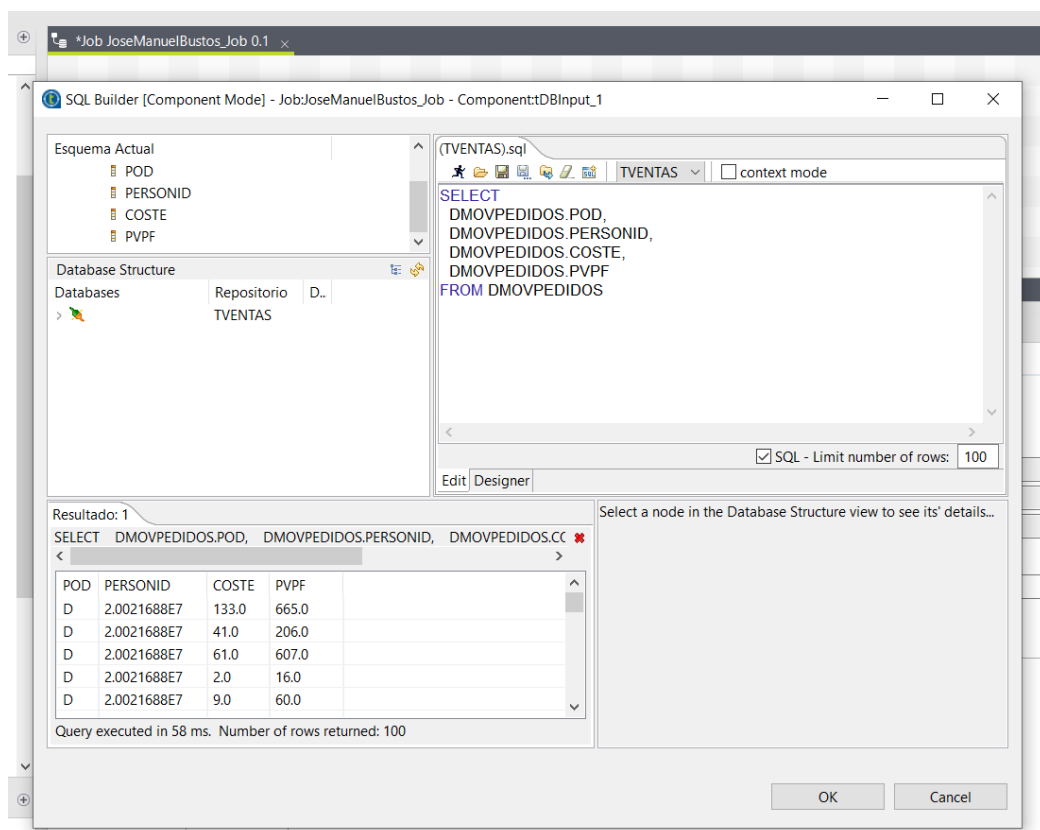 *Job JoseManuelBustos_Job 0.1
SQL Builder [Component Mode] - Job:JoseManuelBustos_Job - Component:tDBInput_1
Esquema Actual
POD
PERSONID
COSTE
PVPF
Database Structure
Databases Repositorio D..
TVENTAS
(TVENTAS).sql
TVENTAS context mode
SELECT
DMOVPEDIDOS.POD,
DMOVPEDIDOS.PERSONID,
DMOVPEDIDOS.COSTE,
DMOVPEDIDOS.PVPF
FROM DMOVPEDIDOS
SQL - Limit number of rows: 100
Edit Designer
Resultado: 1
SELECT DMOVPEDIDOS.POD, DMOVPEDIDOS.PERSONID, DMOVPEDIDOS.CC
POD PERSONID COSTE PVPF
D 2.0021688E7 133.0 665.0
D 2.0021688E7 41.0 206.0
D 2.0021688E7 61.0 607.0
D 2.0021688E7 2.0 16.0
D 2.0021688E7 9.0 60.0
Query executed in 58 ms. Number of rows returned: 100
Select a node in the Database Structure view to see its' details...
OK Cancel